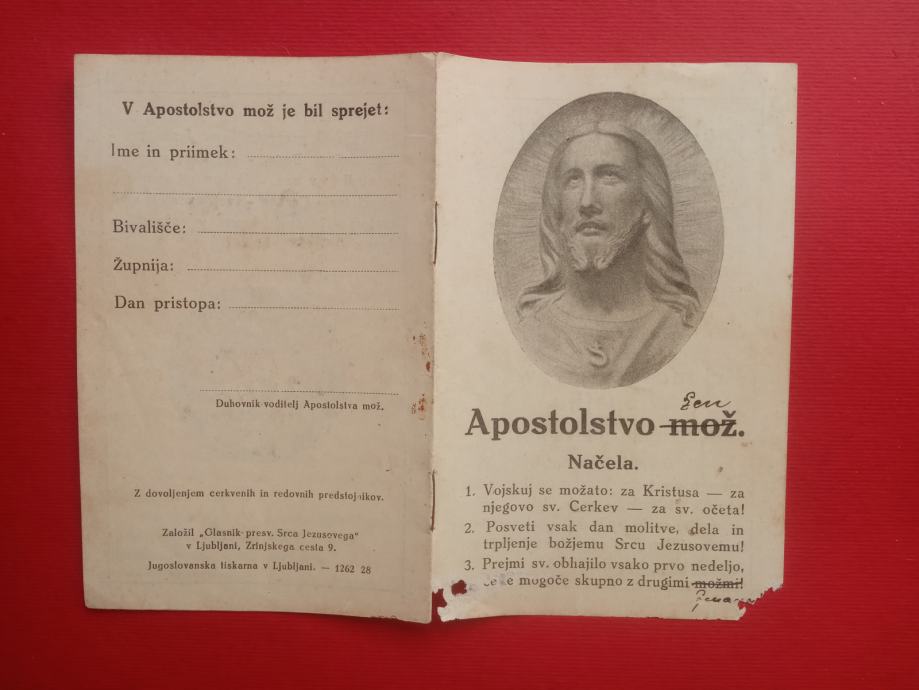 V Apostolstvo mož je bil sprejet:
Ime in priimek:
Bivališče:
Župnija:
Dan pristopa:
Duhovnik-voditelj Apostolstva mož.
Z dovoljenjem cerkvenih in redovnih predstojnikov.
Založil „Glasnik presv. Srca Jezusovega"
v Ljubljani, Zrinjskega cesta 9.
Jugoslovanska tiskarna v Ljubljani. — 1262 28
žen
Apostolstvo mož.
Načela.
1. Vojskuj se možato: za Kristusa — za
njegovo sv. Cerkev — za sv. očeta!
2. Posveti vsak dan molitve, dela in
trpljenje božjemu Srcu Jezusovemu!
3. Prejmi sv. obhajilo vsako prvo nedeljo,
mogoče skupno z drugimi možmi!